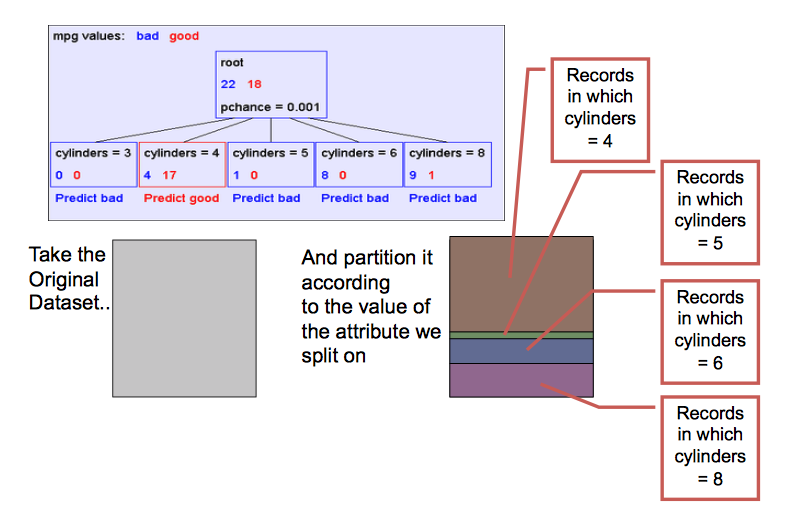 mpg values: bad good
root
22 18
pchance = 0.001
cylinders = 3 cylinders = 4 cylinders = 5 cylinders = 6 cylinders = 8
0 0 4 17 1 0 8 0 9 1
Predict bad Predict good Predict bad Predict bad Predict bad
Take the
Original
Dataset..
And partition it
according
to the value of
the attribute we
split on
Records
in which
cylinders
= 4
Records
in which
cylinders
= 5
Records
in which
cylinders
= 6
Records
in which
cylinders
= 8